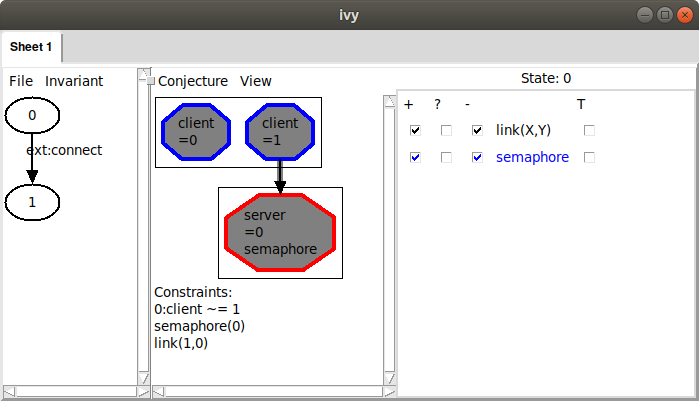 ivy
Sheet 1
File Invariant
0
ext:connect
1
Conjecture View
client
=0
client
=1
server
=0
semaphore
Constraints:
0:client ~= 1
semaphore(0)
link(1,0)
State: 0
+ ? - T
link(X,Y)
semaphore